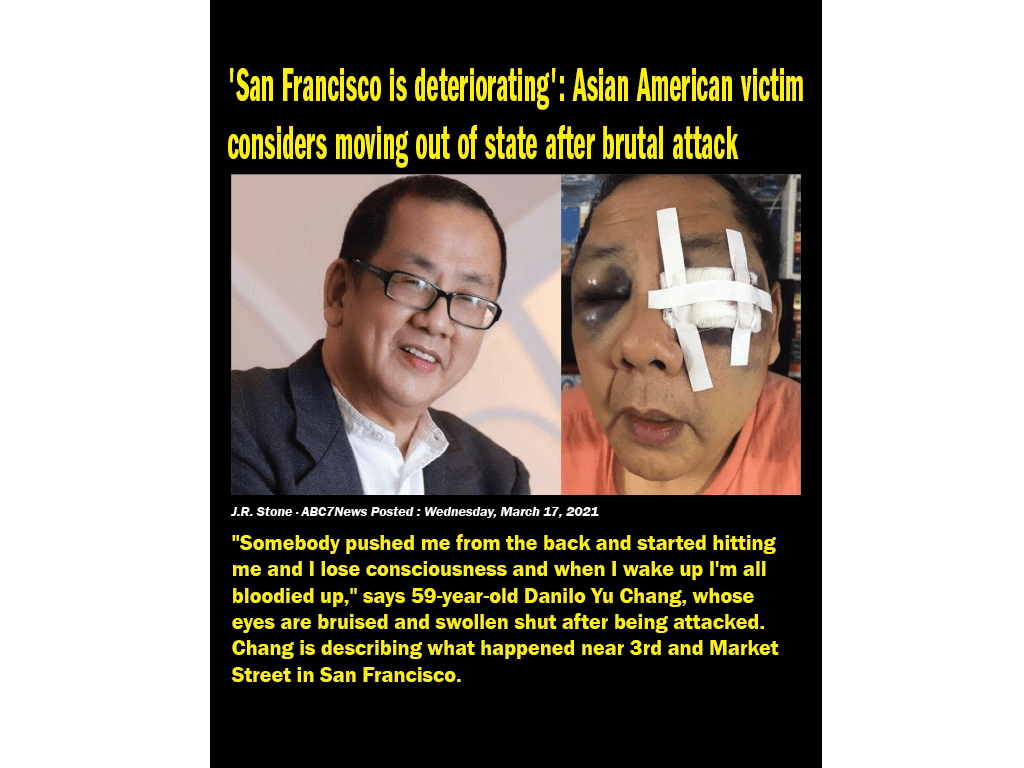 'San Francisco is deteriorating': Asian American victim
considers moving out of state after brutal attack
J.R. Stone - ABC7News Posted : Wednesday, March 17, 2021
"Somebody pushed me from the back and started hitting
me and I lose consciousness and when I wake up I'm all
bloodied up," says 59-year-old Danilo Yu Chang, whose
eyes are bruised and swollen shut after being attacked.
Chang is describing what happened near 3rd and Market
Street in San Francisco.